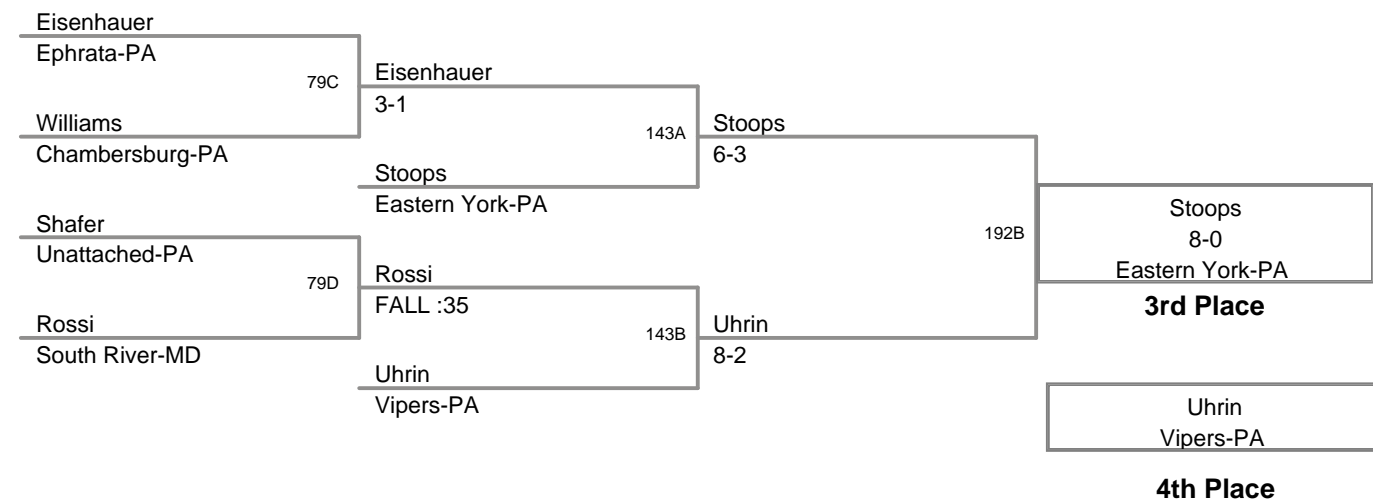 Eisenhauer
Ephrata-PA
79C
Eisenhauer
3-1
Williams
Chambersburg-PA
143A
Stoops
6-3
Stoops
Eastern York-PA
Shafer
Unattached-PA
79D
Rossi
FALL :35
Rossi
South River-MD
143B
Uhrin
8-2
Uhrin
Vipers-PA
192B
Stoops
8-0
Eastern York-PA
3rd Place
Uhrin
Vipers-PA
4th Place